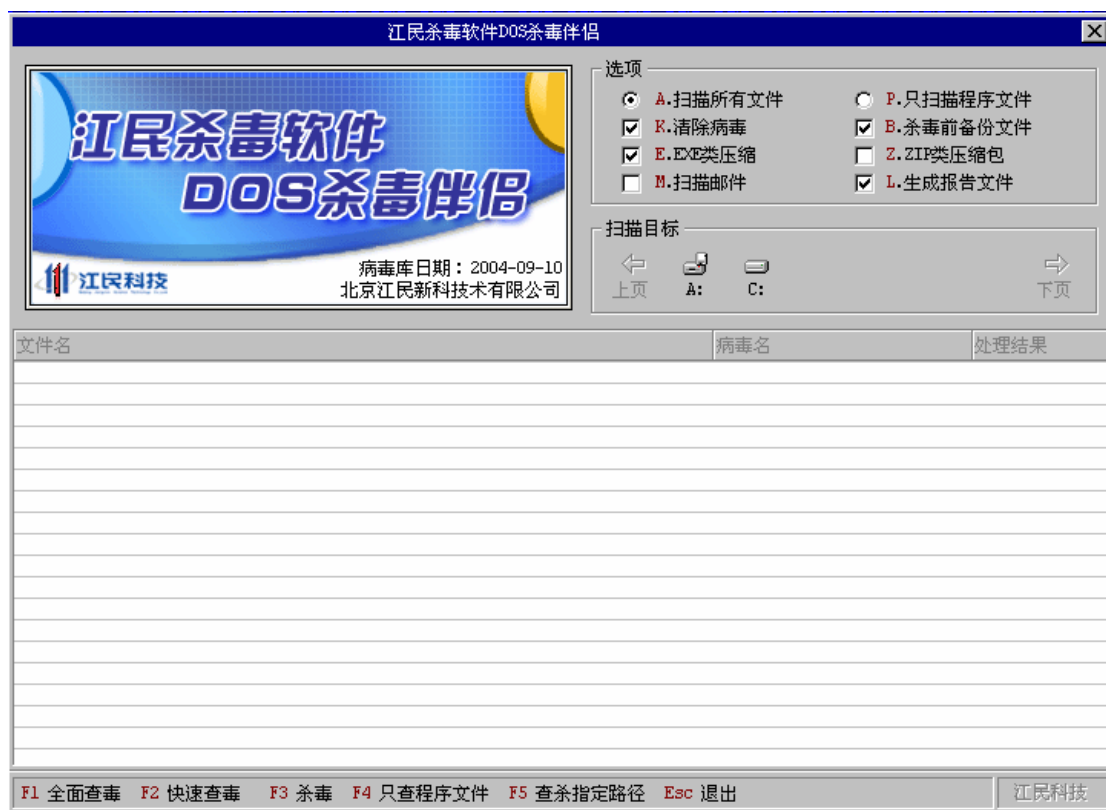 江民杀毒软件DOS杀毒伴侣
江民杀毒软件
DOS杀毒伴侣
江民科技
病毒库日期：2004-09-10
北京江民新科技术有限公司
选项
A.扫描所有文件 P.只扫描程序文件
K.清除病毒 B.杀毒前备份文件
E.EXE类压缩 Z.ZIP类压缩包
M.扫描邮件 L.生成报告文件
扫描目标
上页 A: C: 下页
文件名 病毒名 处理结果
F1 全面查毒 F2 快速查毒 F3 杀毒 F4 只查程序文件 F5 查杀指定路径 Esc 退出 江民科技